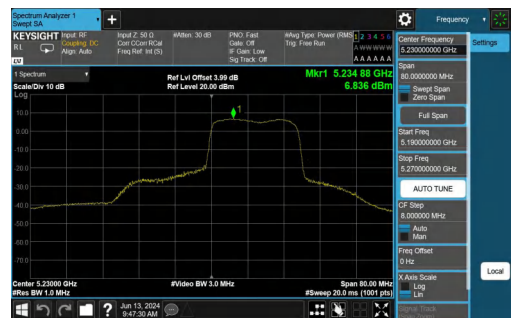 Spectrum Analyzer 1
Swept SA
Frequency
KEYSIGHT
Input: RF
Coupling: DC
Align: Auto
Input Z: 50 Ω
Corr CCorr RCal
Freq Ref: Int (S)
#Atten: 30 dB
PNO: Fast
Gate: Off
IF Gain: Low
Sig Track: Off
#Avg Type: Power (RMS)
Trig: Free Run
1 2 3 4 5 6
A W W W W W
A A A A A A
R L
LVI
1 Spectrum
Scale/Div 10 dB
Ref Lvl Offset 3.99 dB
Ref Level 20.00 dBm
Mkr1 5.234 88 GHz
6.836 dBm
Log
1
10.0
0.00
-10.0
-20.0
-30.0
-40.0
-50.0
-60.0
-70.0
Center 5.23000 GHz
#Res BW 1.0 MHz
#Video BW 3.0 MHz
Span 80.00 MHz
#Sweep 20.0 ms (1001 pts)
Center Frequency
5.230000000 GHz
Settings
Span
80.0000000 MHz
Swept Span
Zero Span
Full Span
Start Freq
5.190000000 GHz
Stop Freq
5.270000000 GHz
AUTO TUNE
CF Step
8.000000 MHz
Auto
Man
Freq Offset
0 Hz
X Axis Scale
Log
Lin
Local
Signal Track
Jun 13, 2024
9:47:30 AM